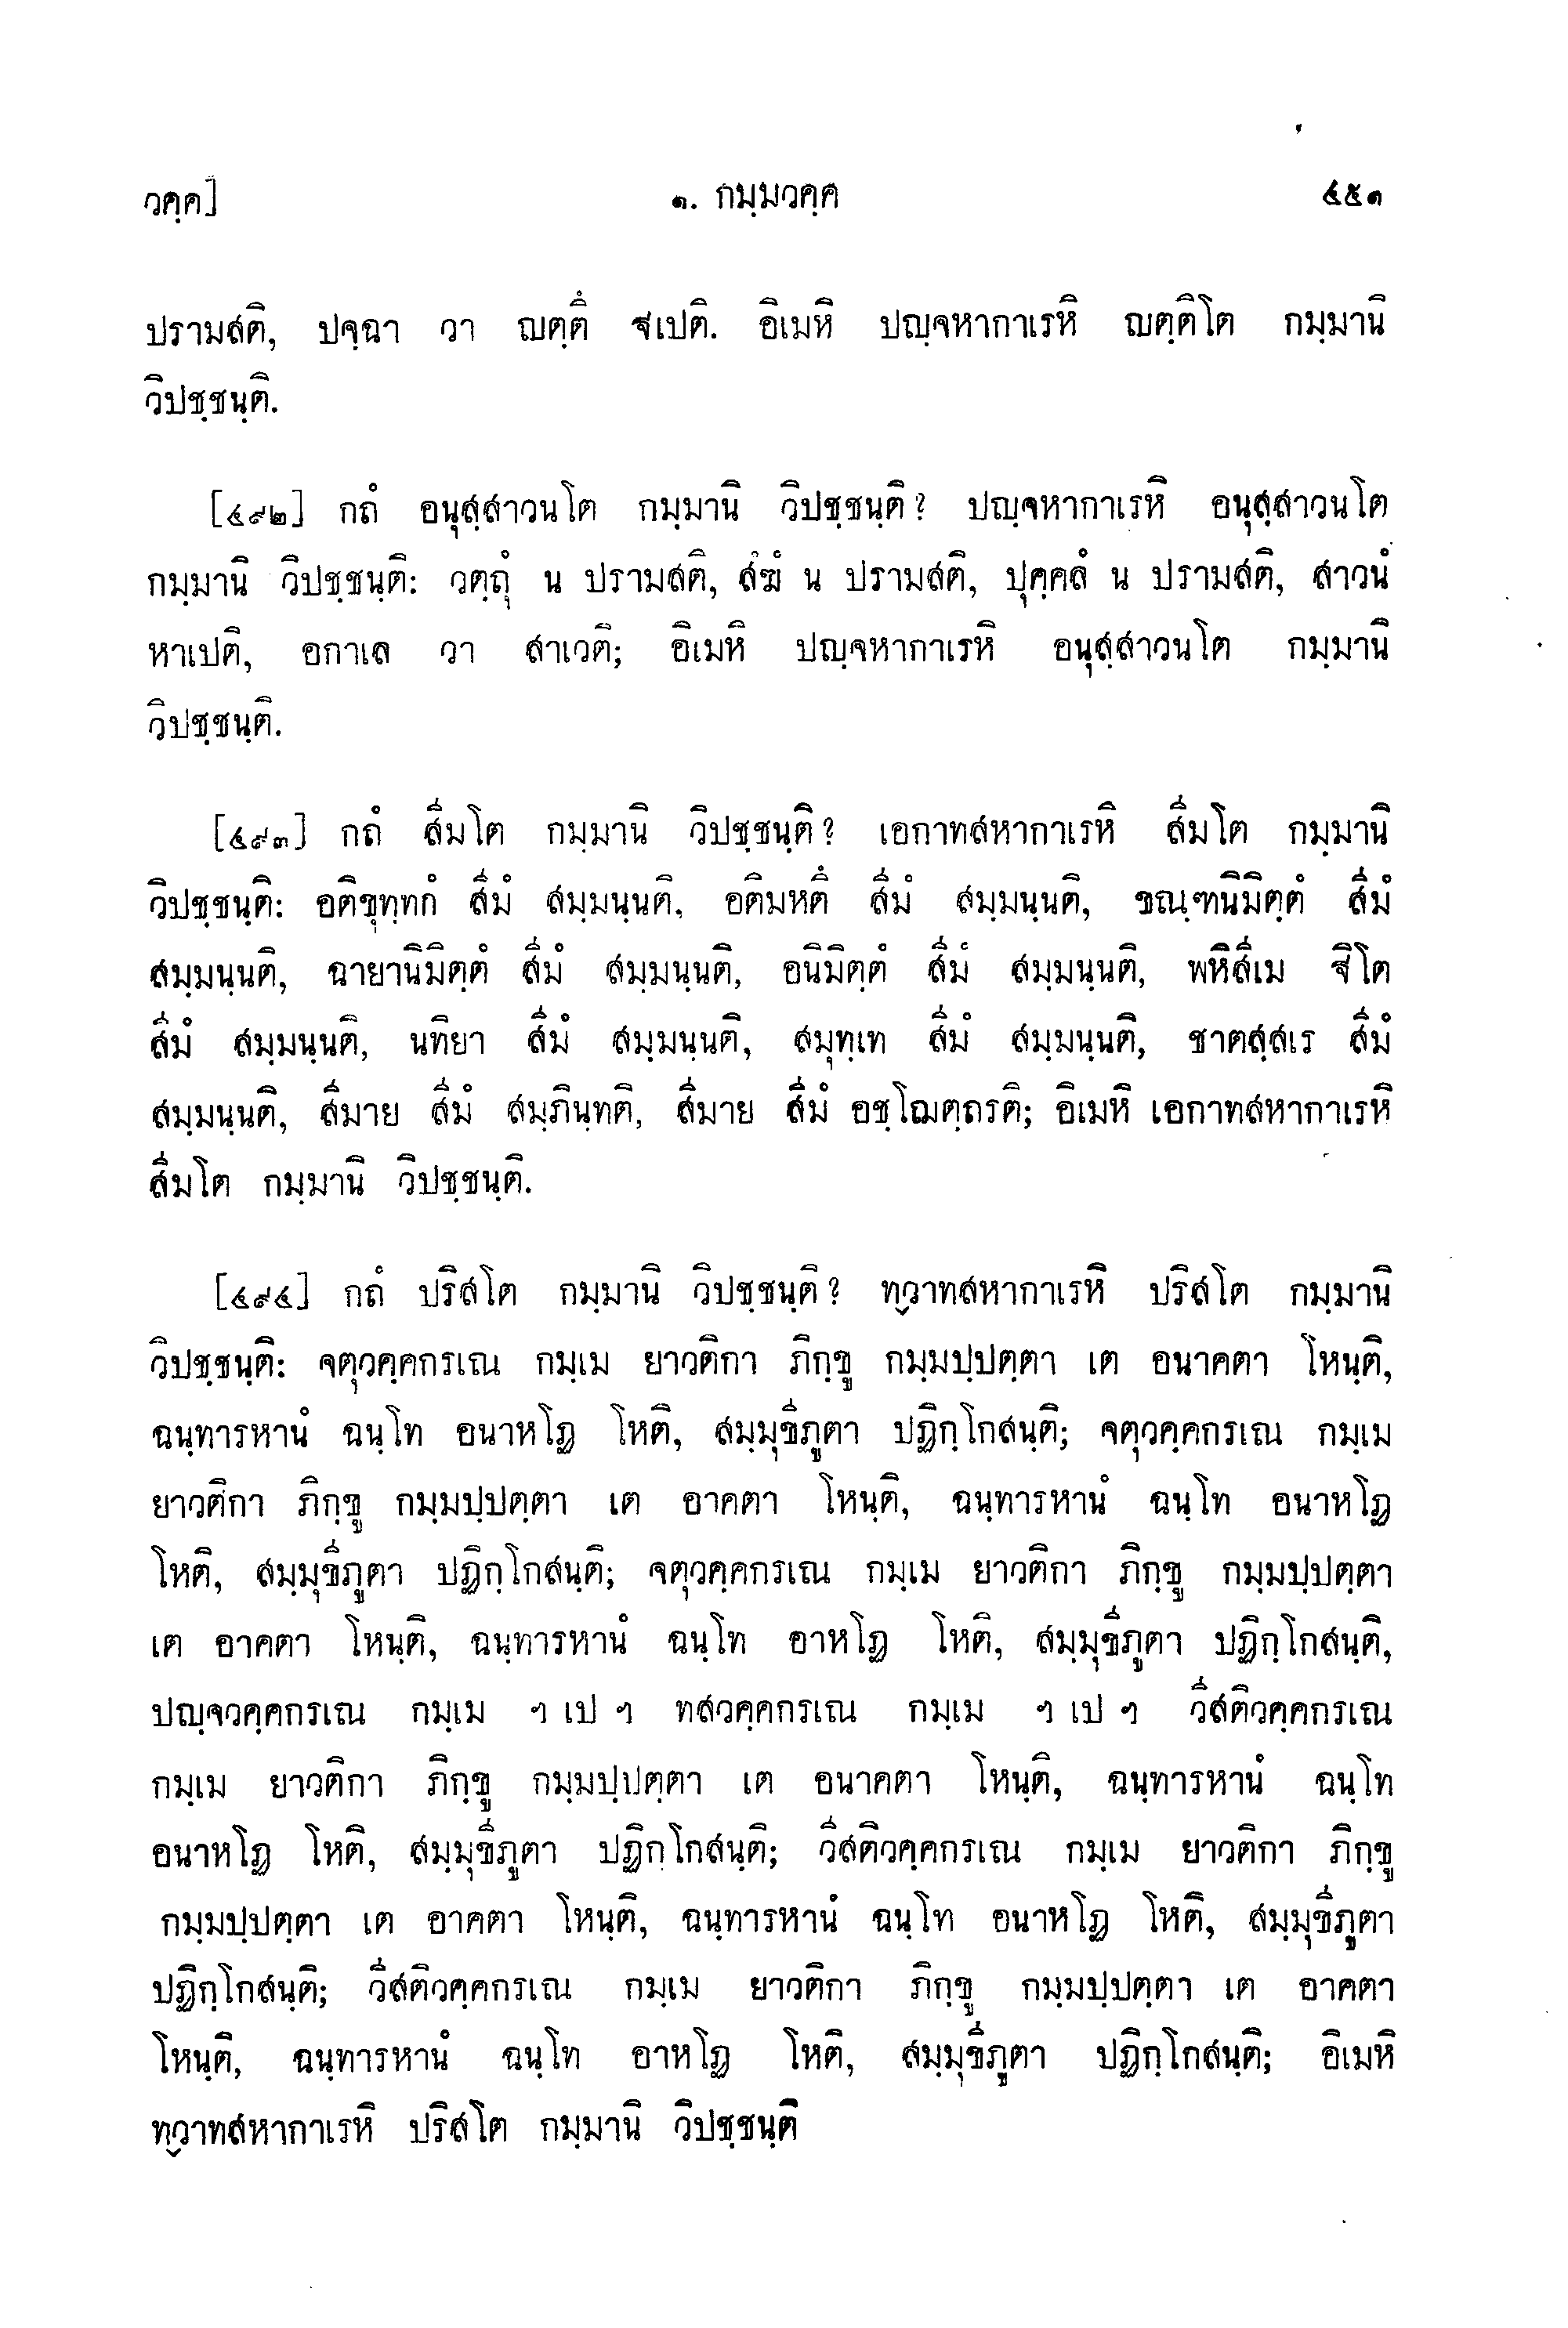 วคฺค]
๑. กมฺมวคฺค
๔๕๑
ปรามสติ, ปจฺฉา วา ญตฺตึ ฐเปติ. อิเมหิ ปญฺจหากาเรหิ ญตฺติโต กมฺมานิ
วิปชฺชนฺติ.
[๔๙๒] กถํ อนุสฺสาวนโต กมฺมานิ วิปชฺชนฺติ? ปญฺจหากาเรหิ อนุสฺสาวนโต
กมฺมานิ วิปชฺชนฺติ: วตฺถุํ น ปรามสติ, สํฆํ น ปรามสติ, ปุคฺคลํ น ปรามสติ, สาวนํ
หาเปติ, อกาเล วา สาเวติ; อิเมหิ ปญฺจหากาเรหิ อนุสฺสาวนโต กมฺมานิ
วิปชฺชนฺติ.
[๔๙๓] กถํ สีมโต กมฺมานิ วิปชฺชนฺติ? เอกาทสหากาเรหิ สีมโต กมฺมานิ
วิปชฺชนฺติ: อติขุทฺทกํ สีมํ สมฺมนฺนติ, อติมหตึ สีมํ สมฺมนฺนติ, ขณฺฑนิมิตฺตํ สีมํ
สมฺมนฺนติ, ฉายานิมิตฺตํ สีมํ สมฺมนฺนติ, อนิมิตฺตํ สีมํ สมฺมนฺนติ, พหิสีเม ฐิโต
สีมํ สมฺมนฺนติ, นทิยา สีมํ สมฺมนฺนติ, สมุทฺเท สีมํ สมฺมนฺนติ, ชาตสฺสเร สีมํ
สมฺมนฺนติ, สีมาย สีมํ สมฺภินฺทติ, สีมาย สีมํ อชฺโฌตฺถรติ; อิเมหิ เอกาทสหากาเรหิ
สีมโต กมฺมานิ วิปชฺชนฺติ.
[๔๙๔] กถํ ปริสโต กมฺมานิ วิปชฺชนฺติ? ทฺวาทสหากาเรหิ ปริสโต กมฺมานิ
วิปชฺชนฺติ: จตุวคฺคกรเณ กมฺเม ยาวติกา ภิกฺขู กมฺมปฺปตฺตา เต อนาคตา โหนฺติ,
ฉนฺทารหานํ ฉนฺโท อนาหโฏ โหติ, สมฺมุขีภูตา ปฏิกฺโกสนฺติ; จตุวคฺคกรเณ กมฺเม
ยาวติกา ภิกฺขู กมฺมปฺปตฺตา เต อาคตา โหนฺติ, ฉนฺทารหานํ ฉนฺโท อนาหโฏ
โหติ, สมฺมุขีภูตา ปฏิกฺโกสนฺติ; จตุวคฺคกรเณ กมฺเม ยาวติกา ภิกฺขู กมฺมปฺปตฺตา
เต อาคตา โหนฺติ, ฉนฺทารหานํ ฉนฺโท อาหโฏ โหติ, สมฺมุขีภูตา ปฏิกฺโกสนฺติ,
ปญฺจวคฺคกรเณ กมฺเม ฯ เป ฯ ทสวคฺคกรเณ กมฺเม ฯ เป ฯ วีสติวคฺคกรเณ
กมฺเม ยาวติกา ภิกฺขู กมฺมปฺปตฺตา เต อนาคตา โหนฺติ, ฉนฺทารหานํ ฉนฺโท
อนาหโฏ โหติ, สมฺมุขีภูตา ปฏิกฺโกสนฺติ; วีสติวคฺคกรเณ กมฺเม ยาวติกา ภิกฺขู
กมฺมปฺปตฺตา เต อาคตา โหนฺติ, ฉนฺทารหานํ ฉนฺโท อนาหโฏ โหติ, สมฺมุขีภูตา
ปฏิกฺโกสนฺติ; วีสติวคฺคกรเณ กมฺเม ยาวติกา ภิกฺขู กมฺมปฺปตฺตา เต อาคตา
โหนฺติ, ฉนฺทารหานํ ฉนฺโท อาหโฏ โหติ, สมฺมุขีภูตา ปฏิกฺโกสนฺติ; อิเมหิ
ทฺวาทสหากาเรหิ ปริสโต กมฺมานิ วิปชฺชนฺติ